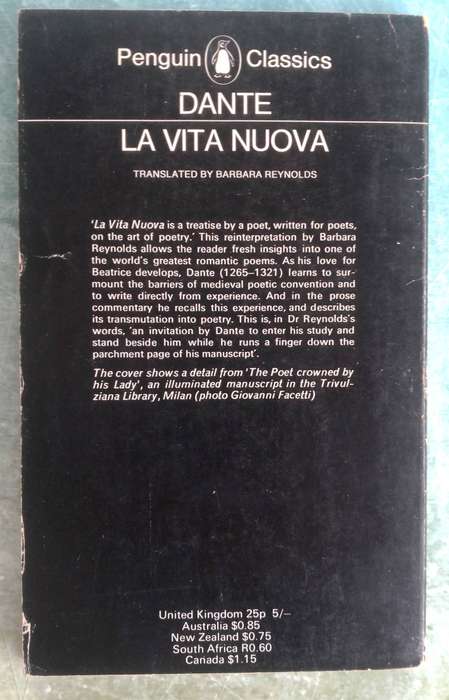 Penguin Classics
DANTE
LA VITA NUOVA
TRANSLATED BY BARBARA REYNOLDS
'La Vita Nuova is a treatise by a poet, written for poets,
on the art of poetry.' This reinterpretation by Barbara
Reynolds allows the reader fresh insights into one of
the world's greatest romantic poems. As his love for
Beatrice develops, Dante (1265–1321) learns to sur-
mount the barriers of medieval poetic convention and
to write directly from experience. And in the prose
commentary he recalls this experience, and describes
its transmutation into poetry. This is, in Dr Reynolds's
words, 'an invitation by Dante to enter his study and
stand beside him while he runs a finger down the
parchment page of his manuscript'.
The cover shows a detail from 'The Poet crowned by
his Lady', an illuminated manuscript in the Trivul-
ziana Library, Milan (photo Giovanni Facetti)
United Kingdom 25p 5/–
Australia $0.85
New Zealand $0.75
South Africa R0.60
Canada $1.15